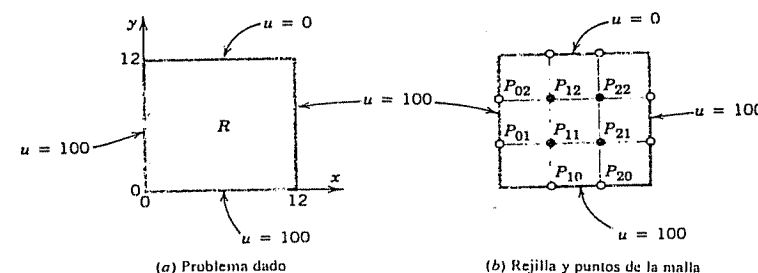 y
u = 0
12
u = 100
R
0
0
12
x
u = 100
(a) Problema dado
u = 100
u = 0
P02
P12
P22
P01
P11
P21
P10
P20
u = 100
u = 100
(b) Rejilla y puntos de la malla